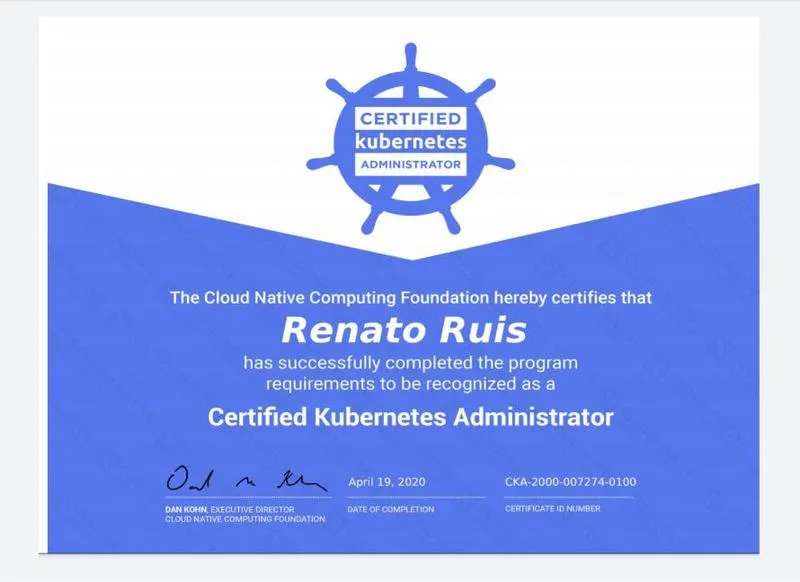 CERTIFIED
kubernetes
ADMINISTRATOR
The Cloud Native Computing Foundation hereby certifies that
Renato Ruis
has successfully completed the program
requirements to be recognized as a
Certified Kubernetes Administrator
April 19, 2020
CKA-2000-007274-0100
DAN KOHN, EXECUTIVE DIRECTOR
CLOUD NATIVE COMPUTING FOUNDATION
DATE OF COMPLETION
CERTIFICATE ID NUMBER